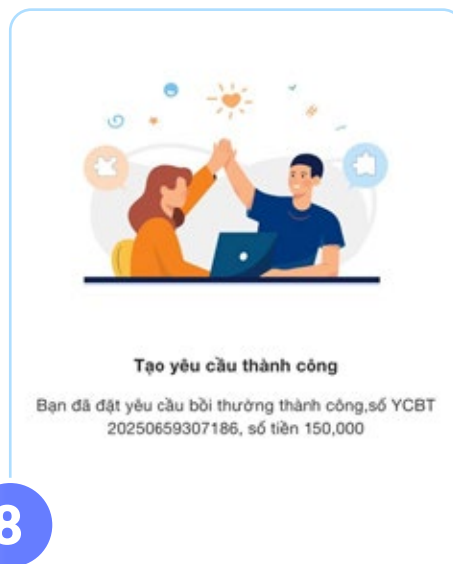 Tạo yêu cầu thành công
Bạn đã đặt yêu cầu bồi thường thành công,số YCBT
20250659307186, số tiền 150,000
8